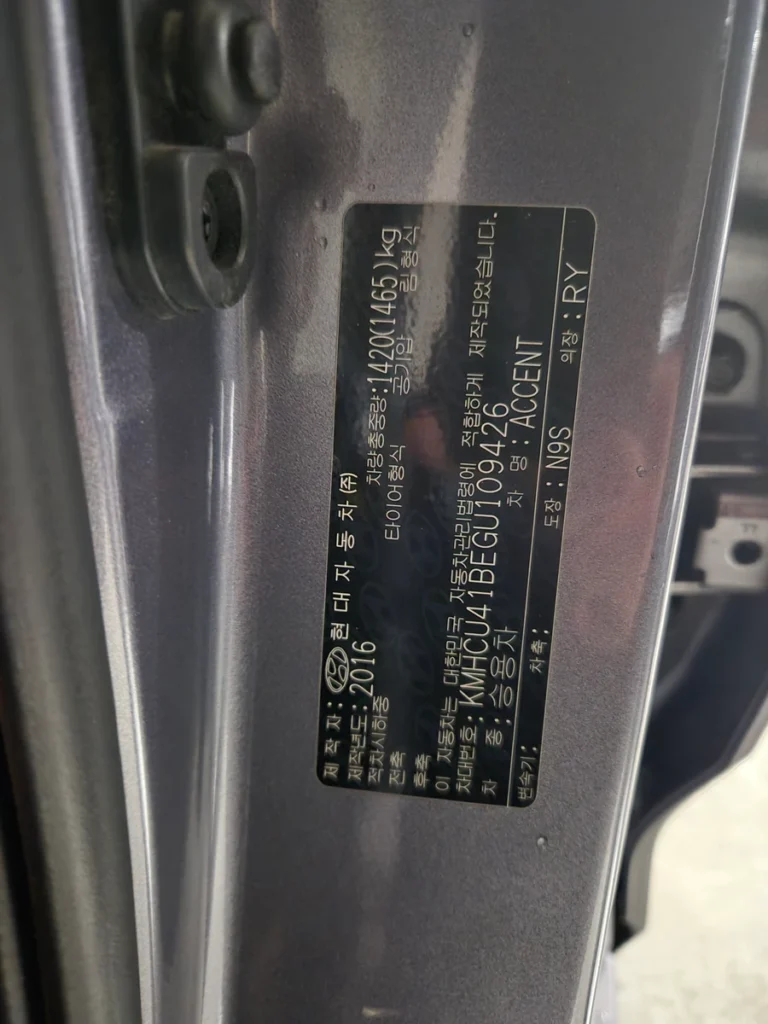 제 작 자: 현 대 자 동 차 (주)
제작년도: 2016 차량총중량:1420(1465)kg
적차시하중 타이어형식 공기압 림형식
전축
후축
이 자동차는 대한민국 자동차관리법령에 적합하게 제작되었습니다.
차대번호: KMHCU41BEGU109426
차 종: 승용차 차 명: ACCENT
변속기: 차축: 도장: N9S 의장: RY